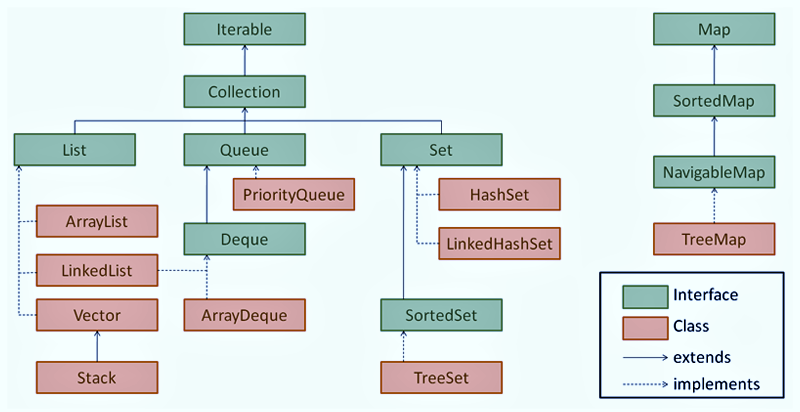 Iterable
Map
Collection
SortedMap
List
Queue
Set
NavigableMap
PriorityQueue
HashSet
ArrayList
Deque
LinkedHashSet
TreeMap
LinkedList
Vector
ArrayDeque
SortedSet
Stack
TreeSet
Interface
Class
extends
implements